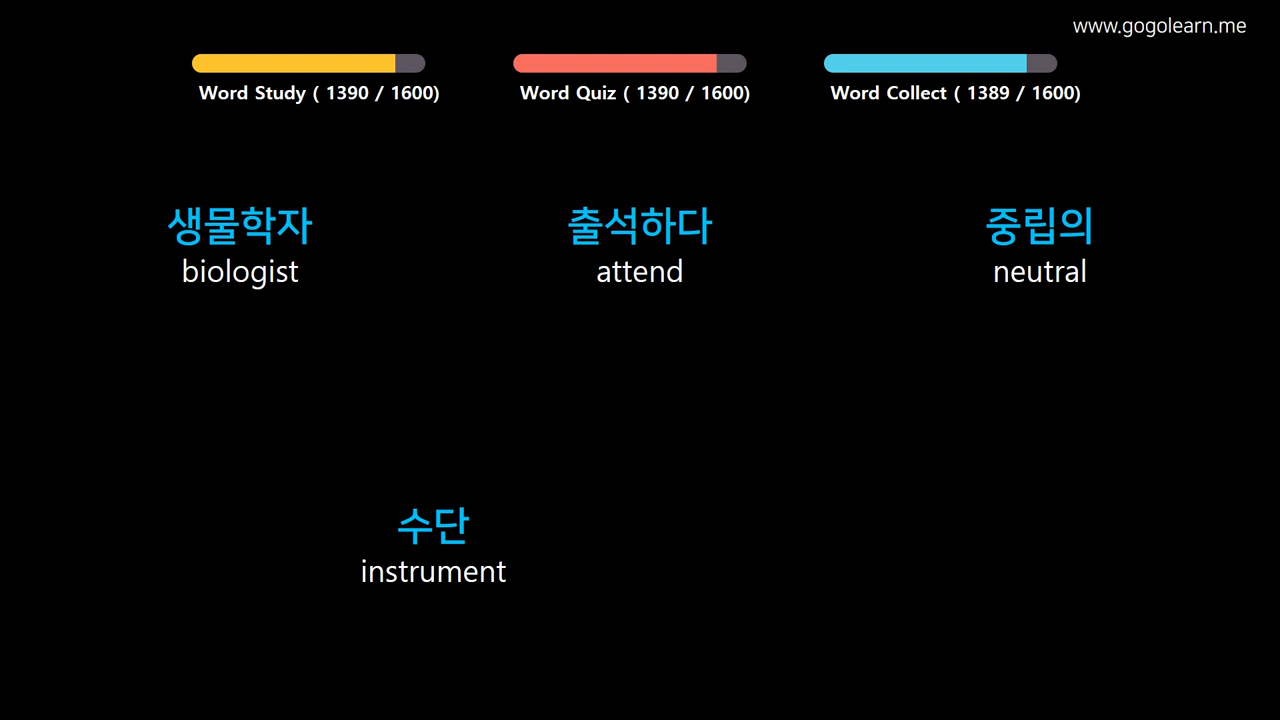 www.gogolearn.me
Word Study ( 1390 / 1600)
Word Quiz ( 1390 / 1600)
Word Collect ( 1389 / 1600)
생물학자
biologist
출석하다
attend
중립의
neutral
수단
instrument